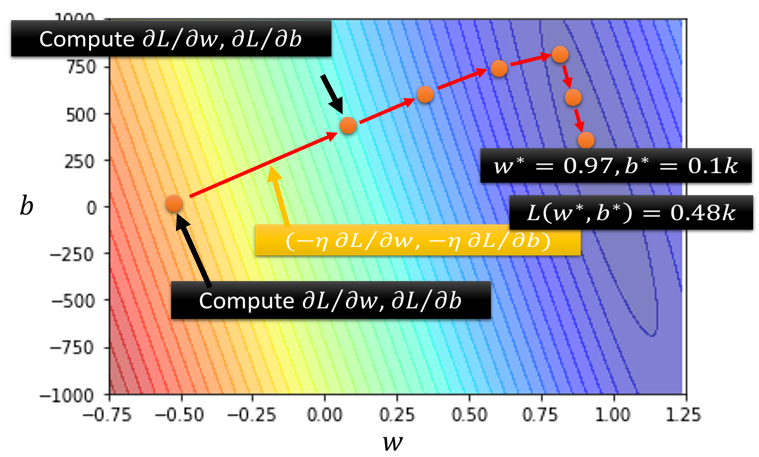 1000
Compute ∂L/∂w, ∂L/∂b
750
500
250
w* = 0.97, b* = 0.1k
b
0
L(w*, b*) = 0.48k
(−η ∂L/∂w, −η ∂L/∂b)
−250
Compute ∂L/∂w, ∂L/∂b
−500
−750
−1000
−0.75 −0.50 −0.25 0.00 0.25 0.50 0.75 1.00 1.25
w